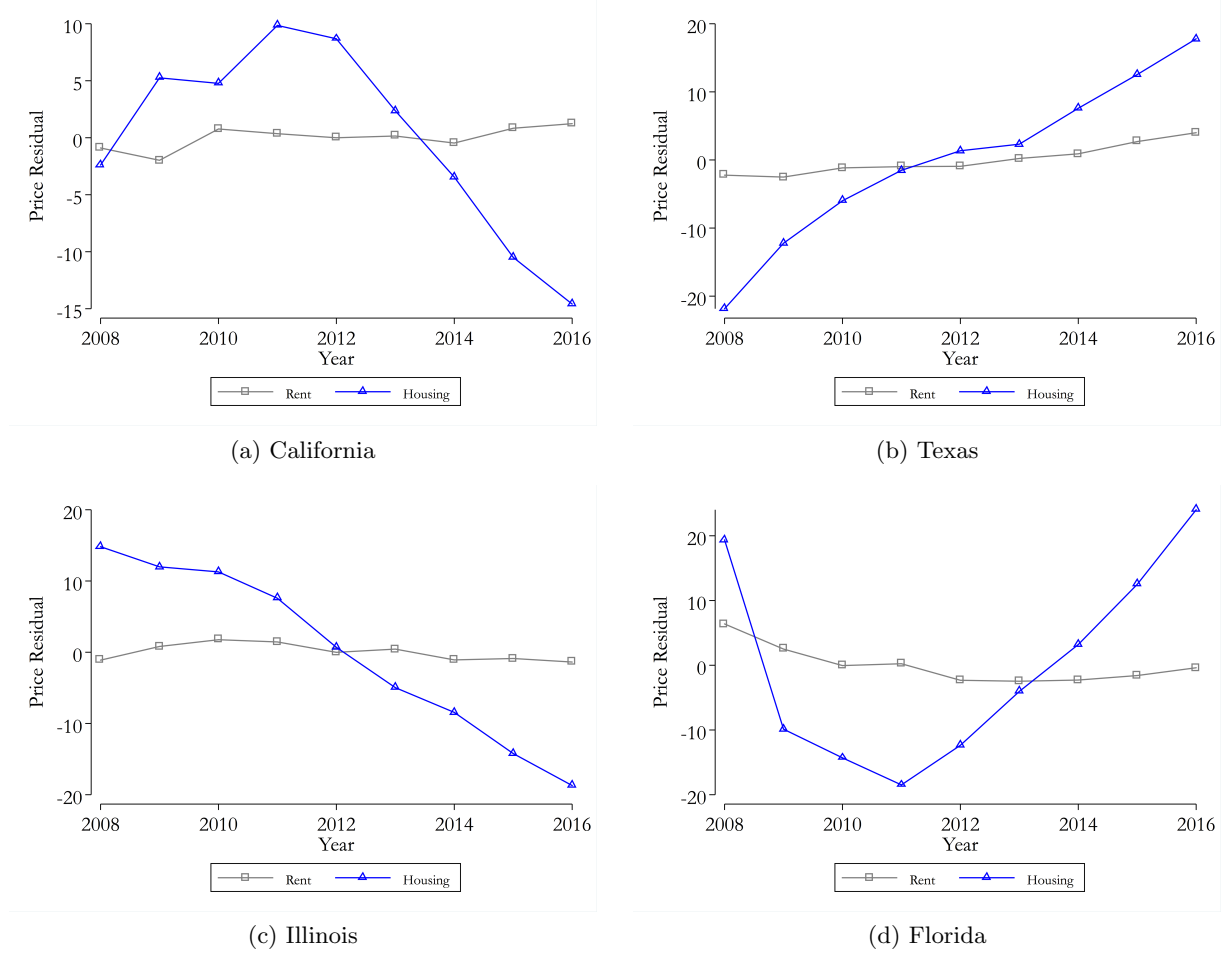 Price Residual
10
5
0
-5
-10
-15
2008 2010 2012 2014 2016
Year
Rent Housing
(a) California
Price Residual
20
10
0
-10
-20
2008 2010 2012 2014 2016
Year
Rent Housing
(b) Texas
Price Residual
20
10
0
-10
-20
2008 2010 2012 2014 2016
Year
Rent Housing
(c) Illinois
Price Residual
20
10
0
-10
-20
2008 2010 2012 2014 2016
Year
Rent Housing
(d) Florida